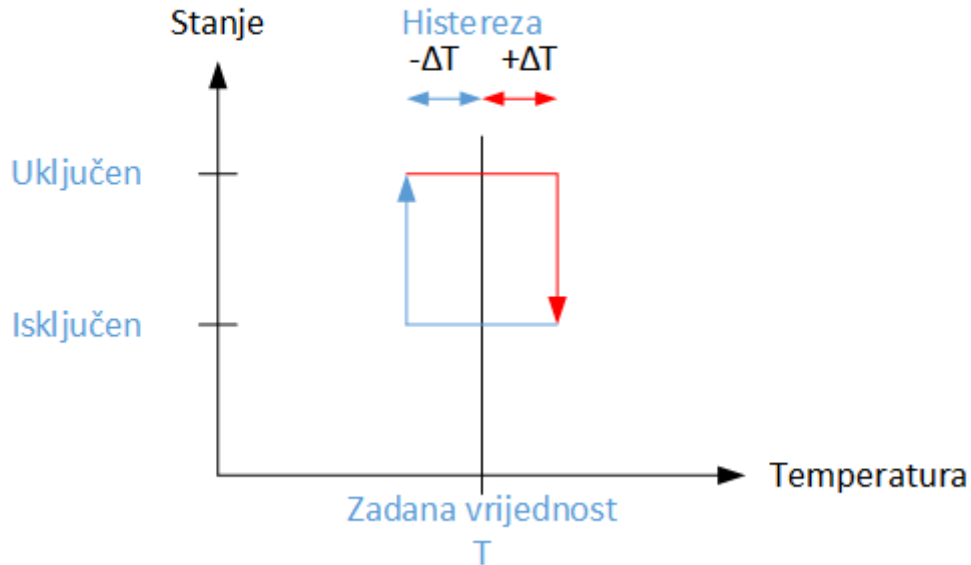 Stanje
Histereza
-ΔT
+ΔT
Uključen
Isključen
Temperatura
Zadana vrijednost
T